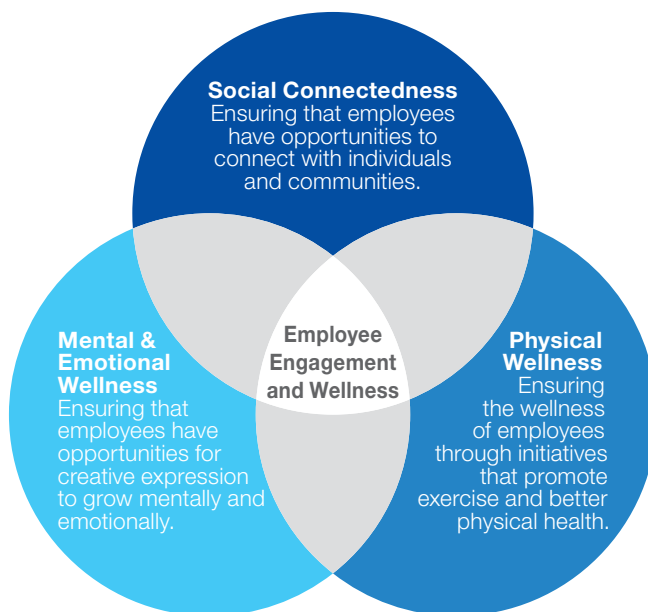 Social Connectedness
Ensuring that employees
have opportunities to
connect with individuals
and communities.
Employee
Engagement
and Wellness
Mental &
Emotional
Wellness
Ensuring that
employees have
opportunities for
creative expression
to grow mentally and
emotionally.
Physical
Wellness
Ensuring
the wellness
of employees
through initiatives
that promote
exercise and better
physical health.